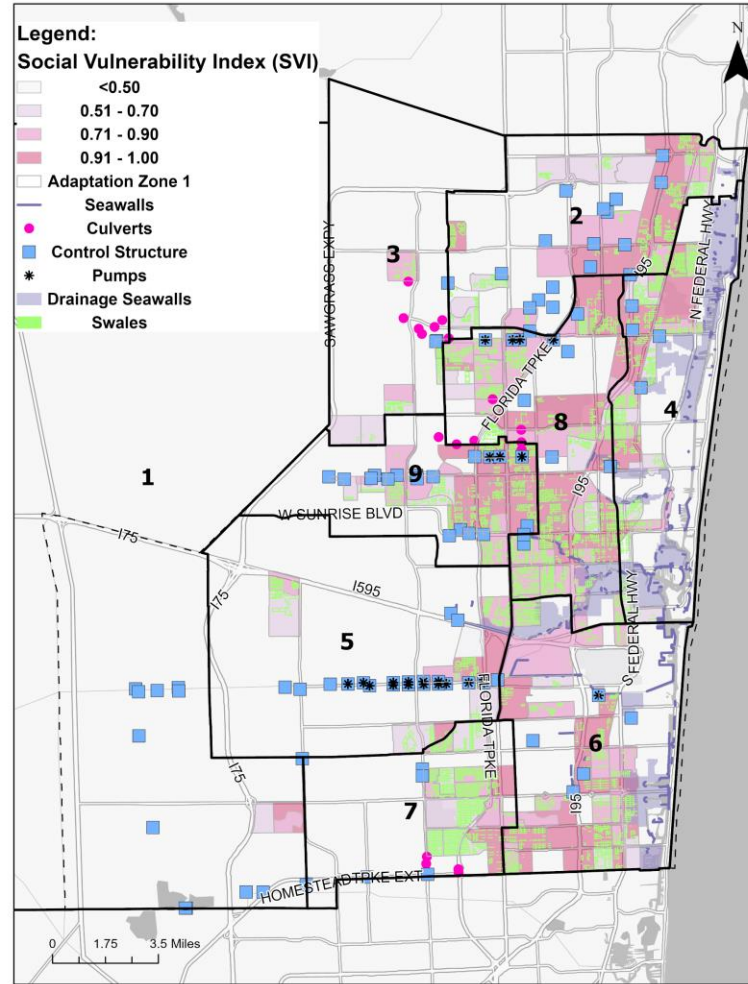 Legend:
Social Vulnerability Index (SVI)
<0.50
0.51 - 0.70
0.71 - 0.90
0.91 - 1.00
Adaptation Zone 1
Seawalls
Culverts
Control Structure
Pumps
Drainage Seawalls
Swales
N
2
3
SAWGRASS EXPY
I95
N FEDERAL HWY
FLORIDA TPKE
4
8
1
9
I95
W SUNRISE BLVD
I75
I595
I75
5
S FEDERAL HWY
FLORIDA TPKE
6
I75
I95
7
HOMESTEADTPKE EXT
0 1.75 3.5 Miles